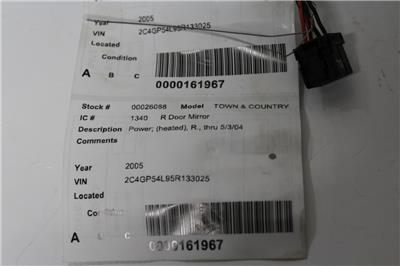 Year 2005
VIN 2C4GP54L95R133025
Located
Condition
A B C
0000161967
Stock # 00026088 Model TOWN & COUNTRY
IC # 1340 R Door Mirror
Description Power; (heated), R., thru 5/3/04
Comments
Year 2005
VIN 2C4GP54L95R133025
Located
Condition
A B C
0000161967